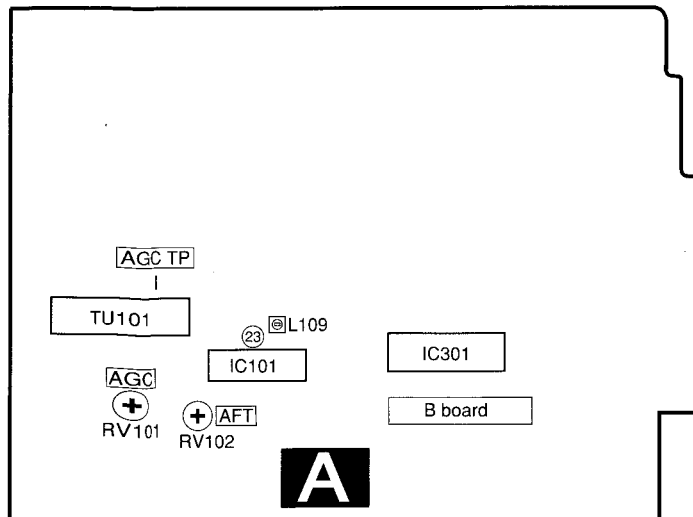 AGC TP
TU101
L109
23
IC101
IC301
AGC
RV101
AFT
RV102
B board
A